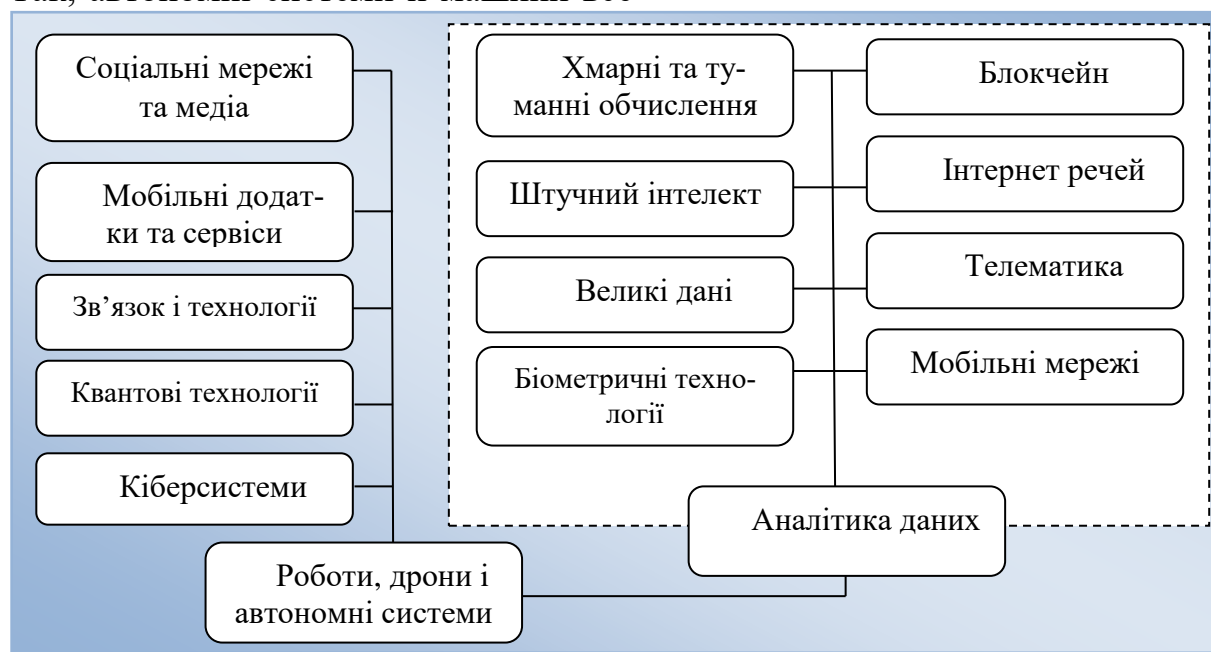 Соціальні мережі
та медіа
Мобільні додат-
ки та сервіси
Зв’язок і технології
Квантові технології
Кіберсистеми
Роботи, дрони і
автономні системи
Хмарні та ту-
манні обчислення
Штучний інтелект
Великі дані
Біометричні техно-
логії
Блокчейн
Інтернет речей
Телематика
Мобільні мережі
Аналітика даних